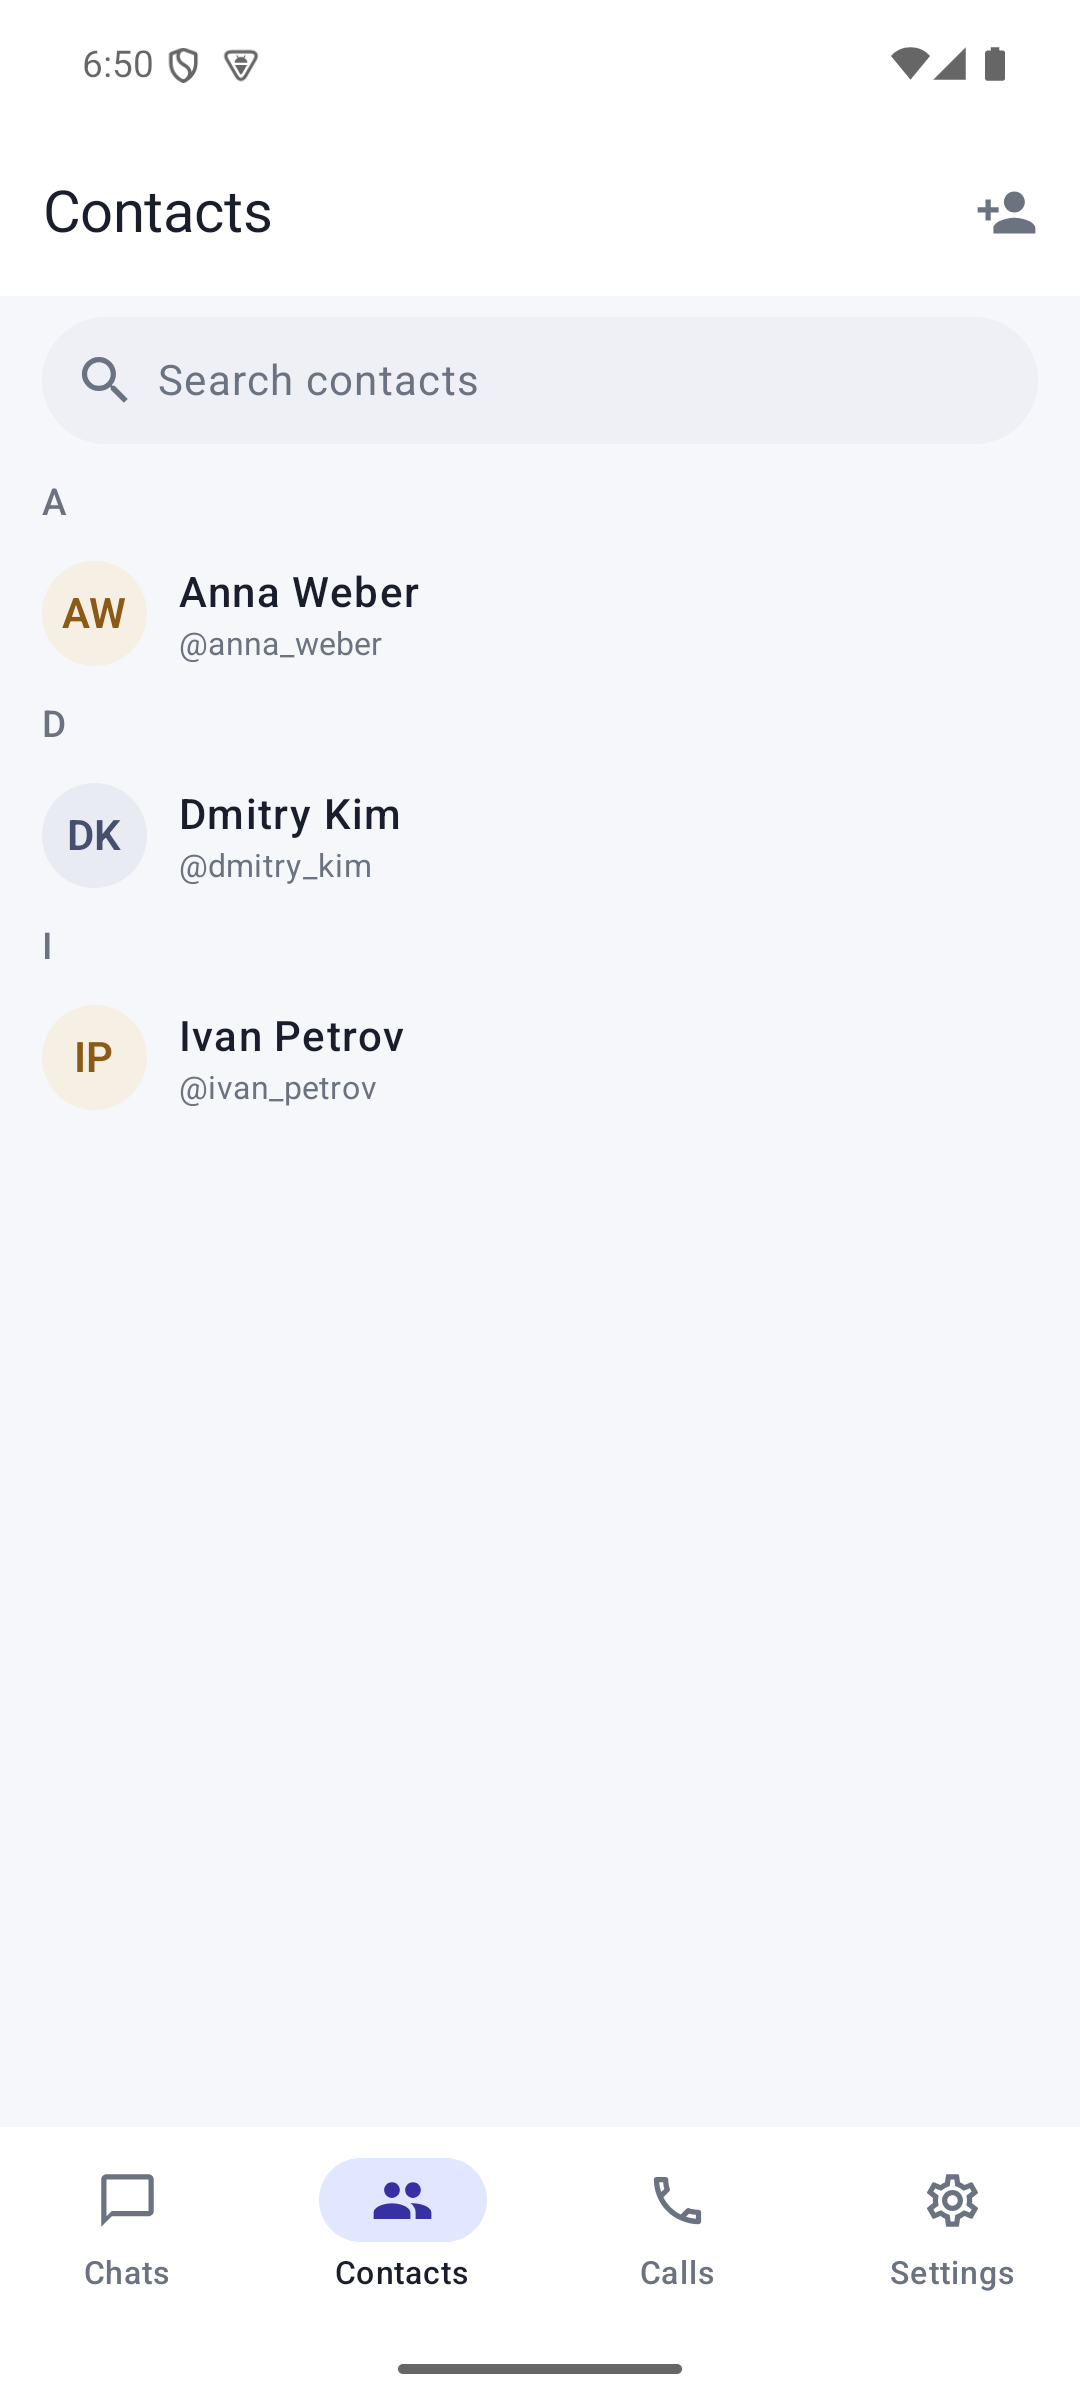 6:50
Contacts
Search contacts
A
AW
Anna Weber
@anna_weber
D
DK
Dmitry Kim
@dmitry_kim
I
IP
Ivan Petrov
@ivan_petrov
Chats
Contacts
Calls
Settings